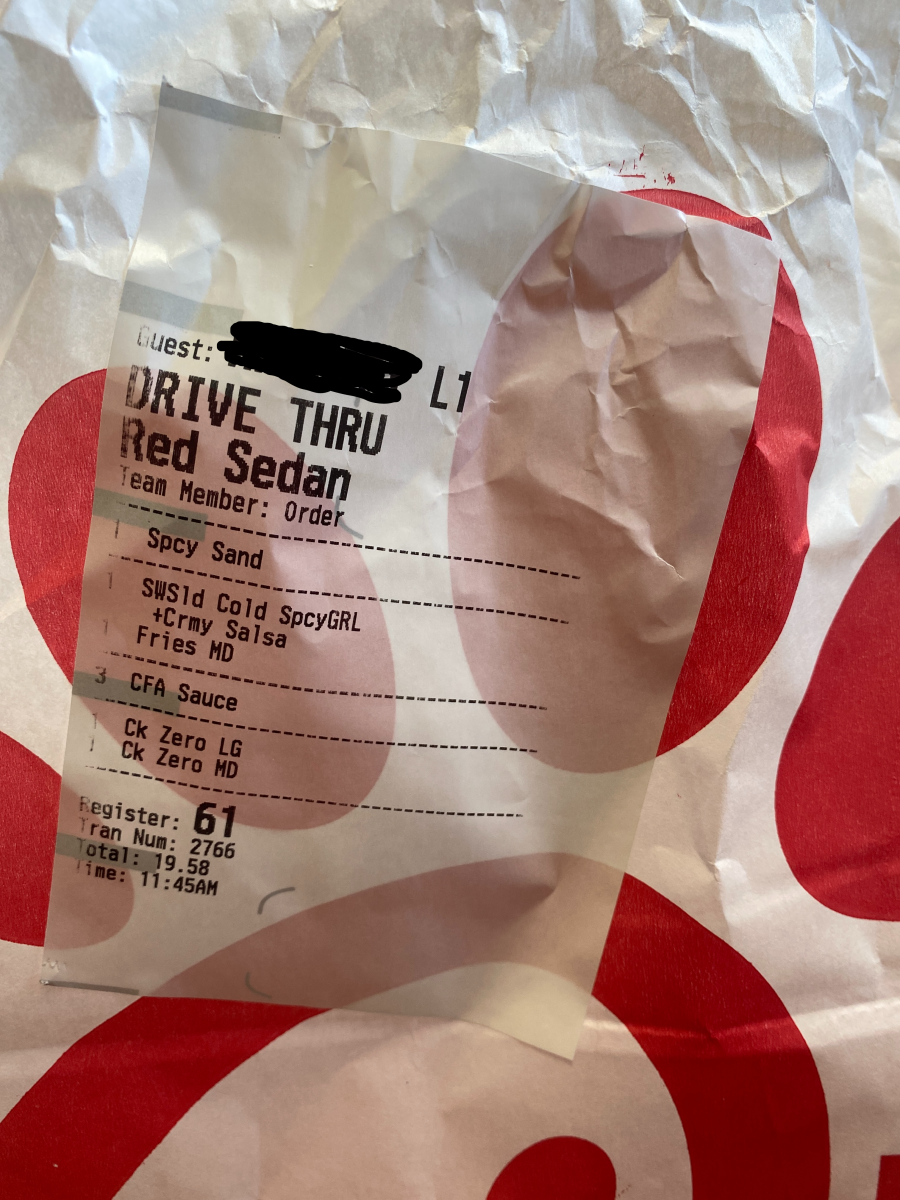 Guest: L1
DRIVE THRU
Red Sedan
Team Member: Order
1 Spcy Sand
1 SWSld Cold SpcyGRL
+Crmy Salsa
1 Fries MD
3 CFA Sauce
1 Ck Zero LG
1 Ck Zero MD
Register: 61
Tran Num: 2766
Total: 19.58
Time: 11:45AM